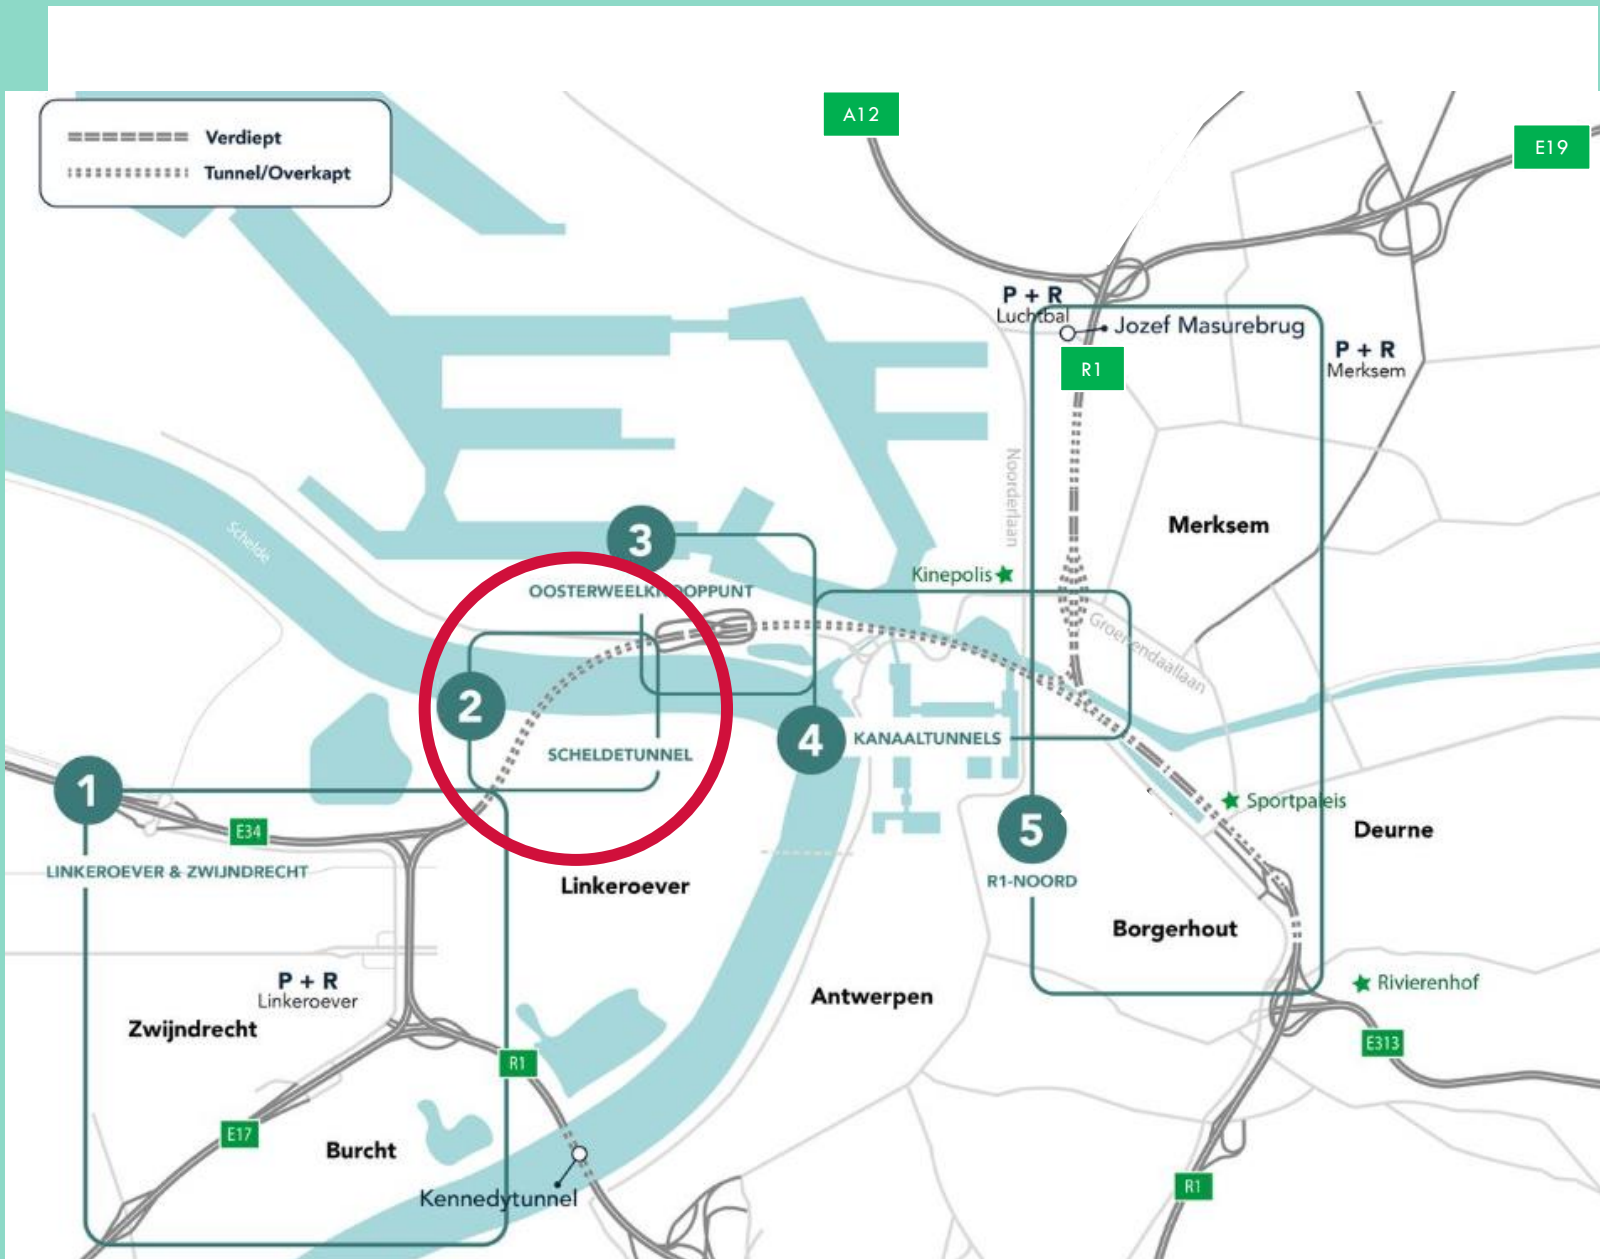 Verdiept
Tunnel/Overkapt
A12
E19
P + R
Luchtbal
Jozef Masurebrug
R1
P + R
Merksem
Noorderlaan
Merksem
Schelde
3
OOSTERWEELKNOOPPUNT
Kinepolis
Groenendaallaan
2
4
KANAALTUNNELS
SCHELDETUNNEL
1
E34
Sportpaleis
5
Deurne
LINKEROEVER & ZWIJNDRECHT
Linkeroever
R1-NOORD
Borgerhout
P + R
Linkeroever
Antwerpen
Rivierenhof
Zwijndrecht
E313
R1
E17
Burcht
Kennedytunnel
R1